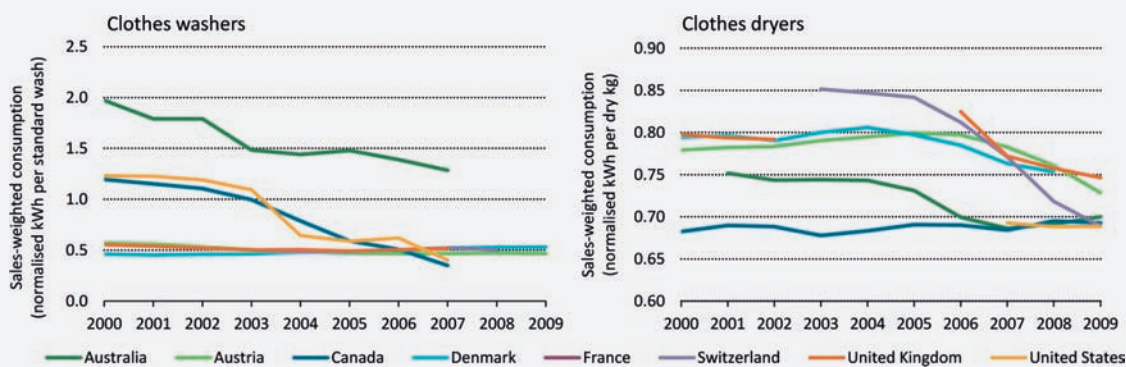 Clothes washers
Sales-weighted consumption
(normalised kWh per standard wash)
2.5
2.0
1.5
1.0
0.5
0.0
2000 2001 2002 2003 2004 2005 2006 2007 2008 2009
Clothes dryers
Sales-weighted consumption
(normalised kWh per dry kg)
0.90
0.85
0.80
0.75
0.70
0.65
0.60
2000 2001 2002 2003 2004 2005 2006 2007 2008 2009
Australia Austria Canada Denmark France Switzerland United Kingdom United States